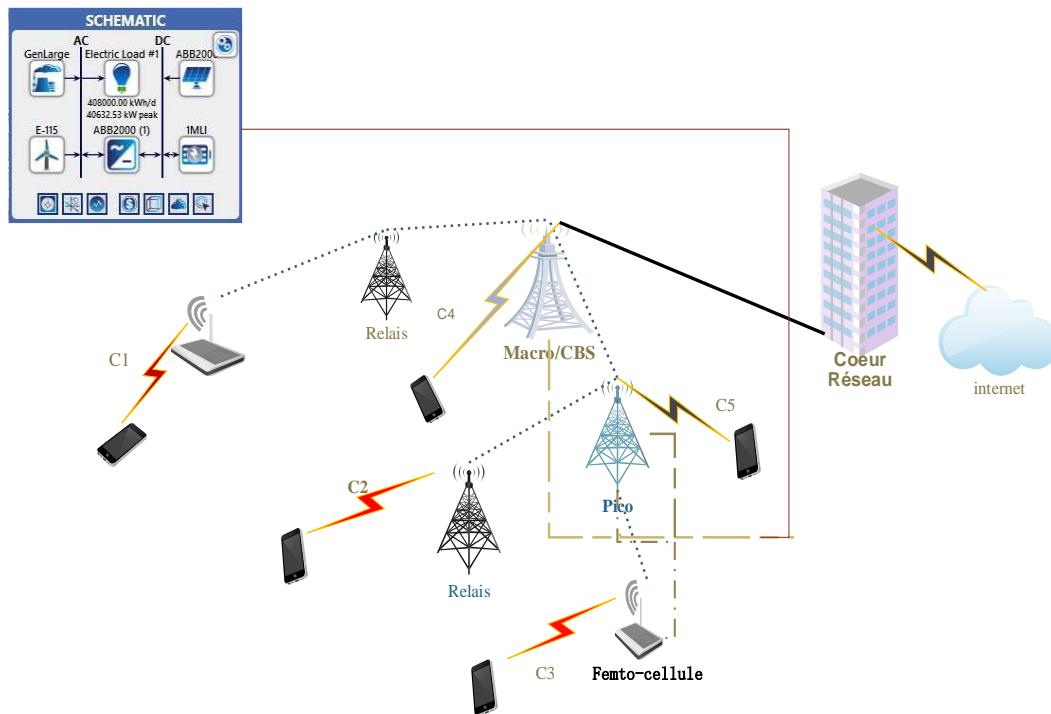 SCHEMATIC
AC DC
GenLarge Electric Load #1 ABB2000
408000.00 kWh/d
40632.53 kW peak
E-115 ABB2000 (1) 1MLI
Relais
C4
Macro/CBS
C1
Coeur
Réseau
internet
C5
C2
Pico
Relais
C3
Femto-cellule